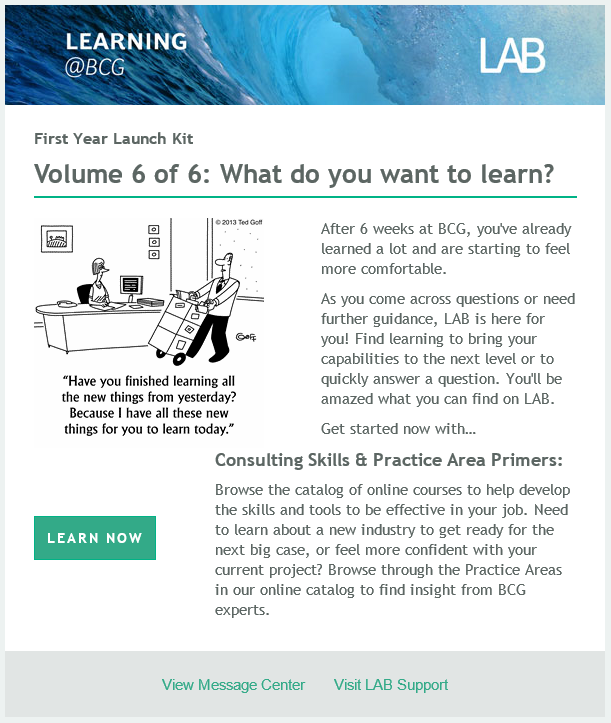 LEARNING
@BCG
LAB
First Year Launch Kit
Volume 6 of 6: What do you want to learn?
© 2013 Ted Goff
GOFF
“Have you finished learning all
the new things from yesterday?
Because I have all these new
things for you to learn today.”
After 6 weeks at BCG, you've already
learned a lot and are starting to feel
more comfortable.
As you come across questions or need
further guidance, LAB is here for
you! Find learning to bring your
capabilities to the next level or to
quickly answer a question. You'll be
amazed what you can find on LAB.
Get started now with…
LEARN NOW
Consulting Skills & Practice Area Primers:
Browse the catalog of online courses to help develop
the skills and tools to be effective in your job. Need
to learn about a new industry to get ready for the
next big case, or feel more confident with your
current project? Browse through the Practice Areas
in our online catalog to find insight from BCG
experts.
View Message Center
Visit LAB Support